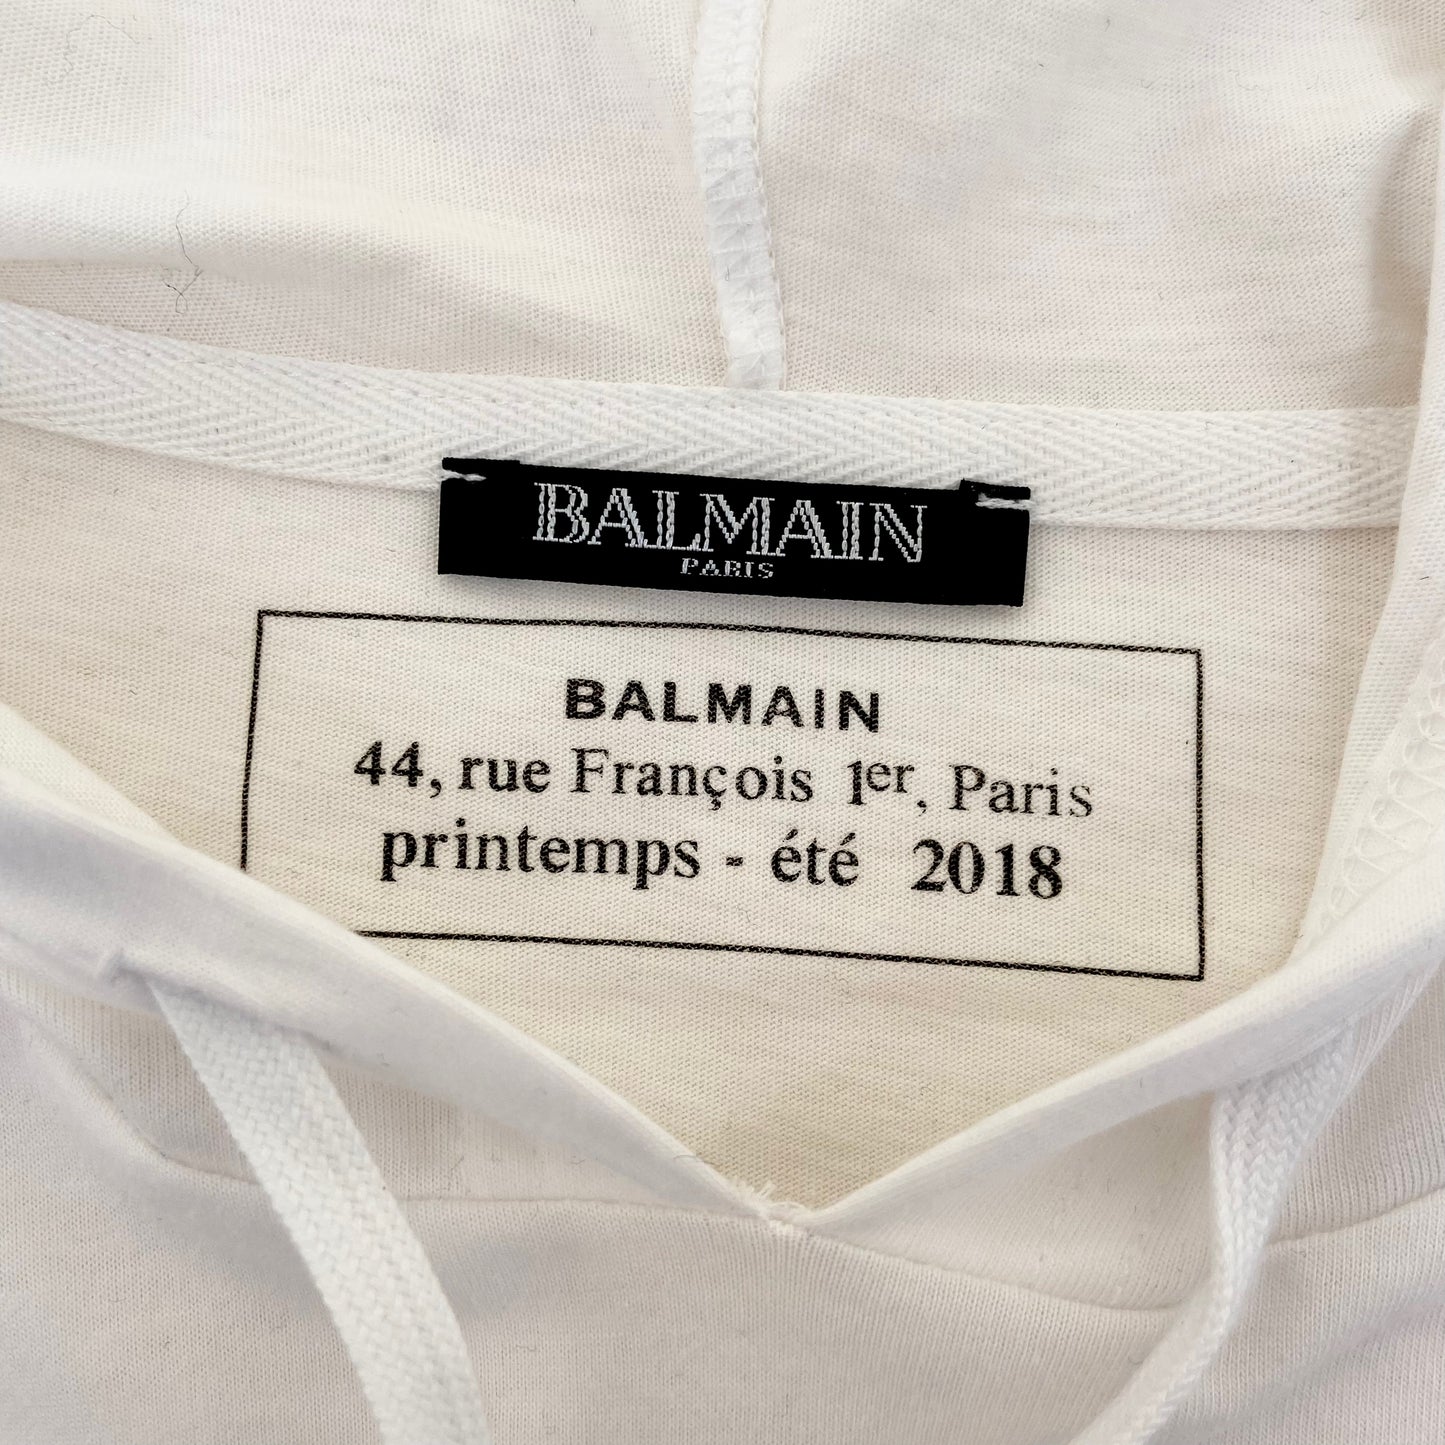 BALMAIN
PARIS
BALMAIN
44, rue François 1er, Paris
printemps - été 2018